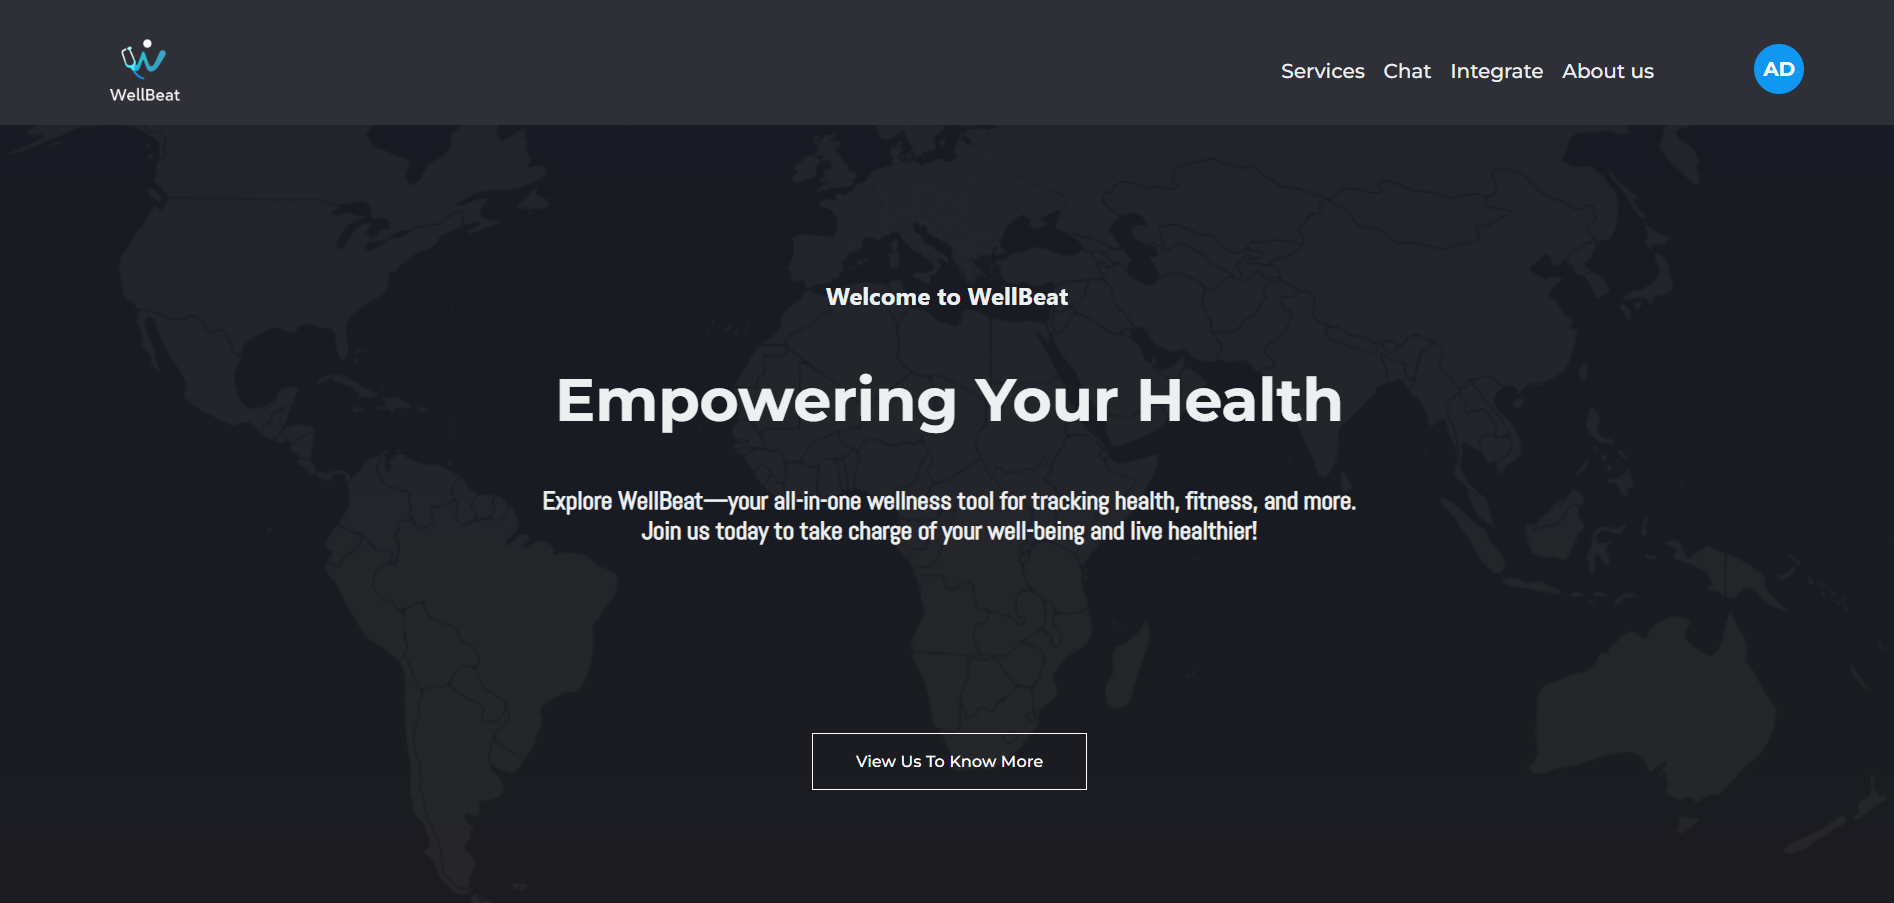 WellBeat
Services Chat Integrate About us
AD
Welcome to WellBeat
Empowering Your Health
Explore WellBeat—your all-in-one wellness tool for tracking health, fitness, and more.
Join us today to take charge of your well-being and live healthier!
View Us To Know More